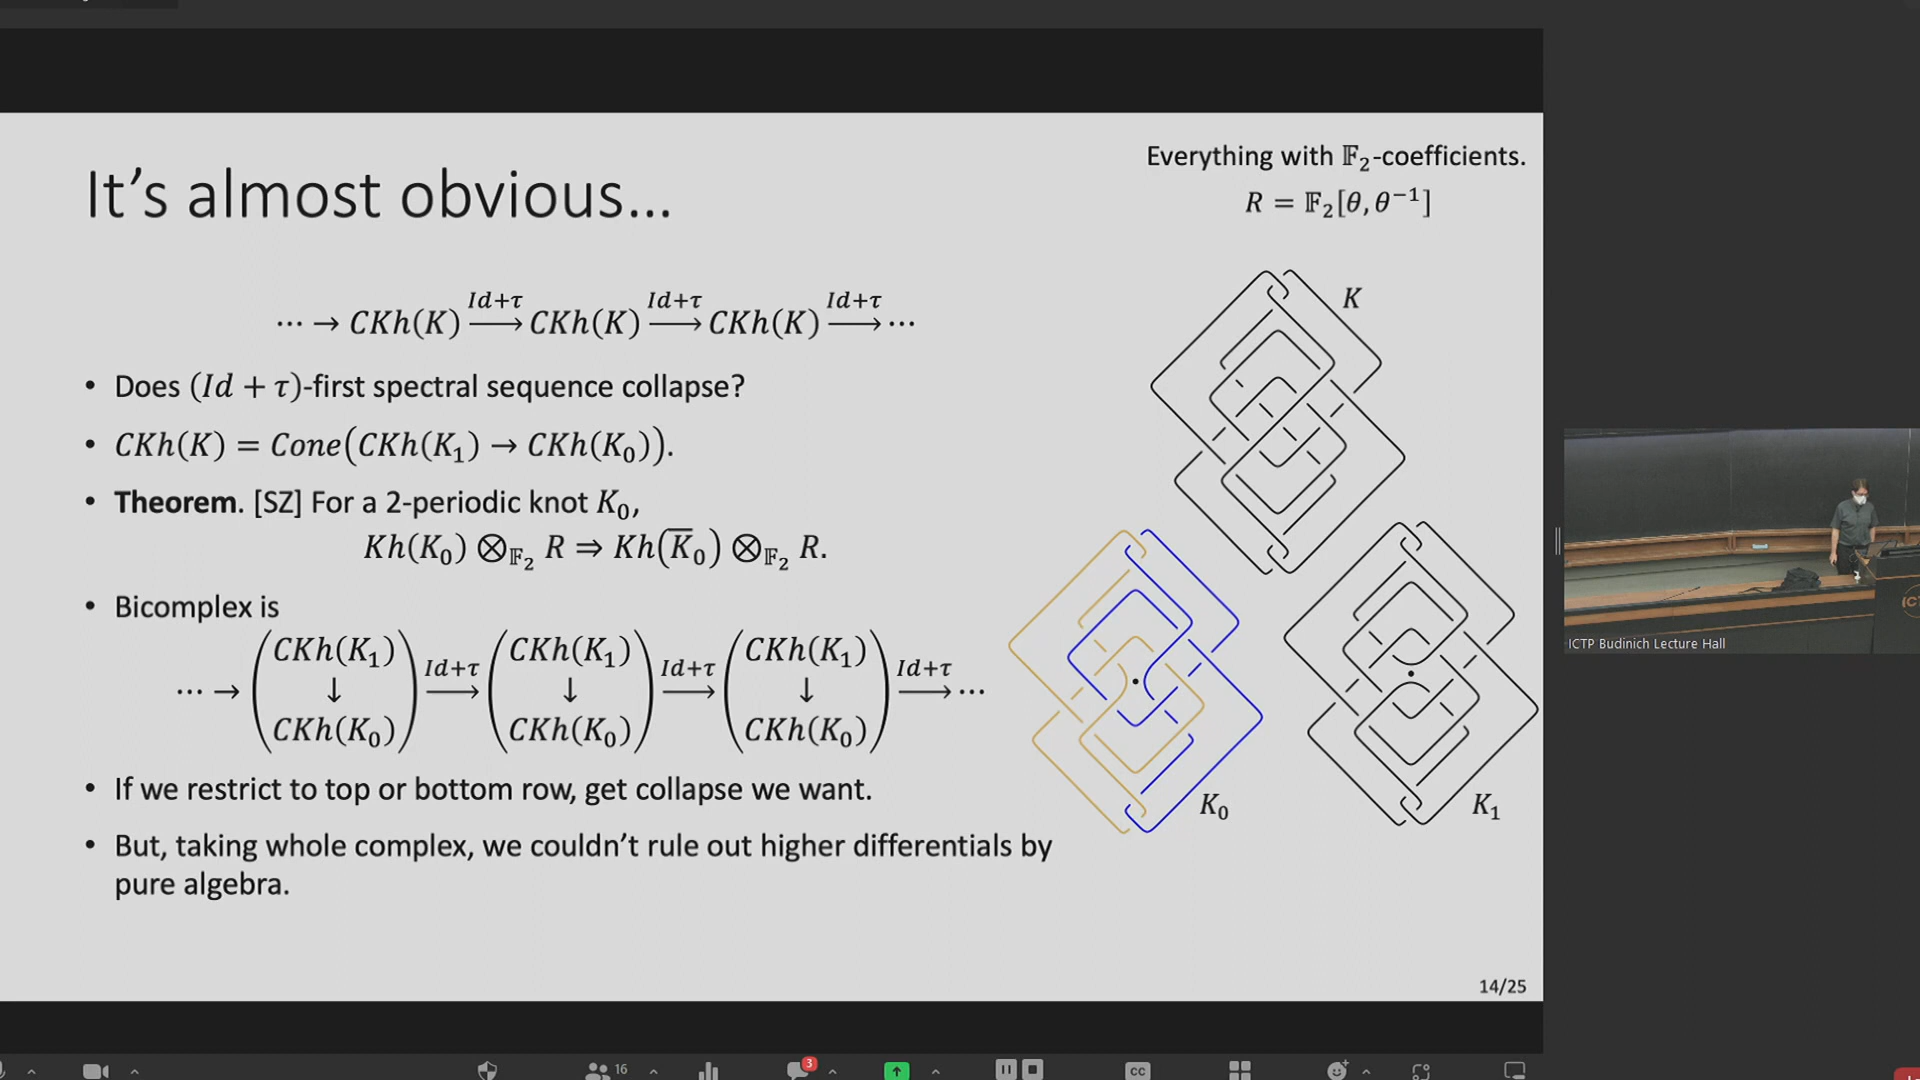 It's almost obvious...
Everything with 𝔽₂-coefficients.
R = 𝔽₂[θ, θ⁻¹]
⋯ → CKh(K) —Id+τ→ CKh(K) —Id+τ→ CKh(K) —Id+τ→ ⋯
• Does (Id + τ)-first spectral sequence collapse?
• CKh(K) = Cone(CKh(K₁) → CKh(K₀)).
• Theorem. [SZ] For a 2-periodic knot K₀,
Kh(K₀) ⊗_𝔽₂ R ⇒ Kh(K̅₀) ⊗_𝔽₂ R.
• Bicomplex is
⋯ → (CKh(K₁) ↓ CKh(K₀)) —Id+τ→ (CKh(K₁) ↓ CKh(K₀)) —Id+τ→ (CKh(K₁) ↓ CKh(K₀)) —Id+τ→ ⋯
• If we restrict to top or bottom row, get collapse we want.
• But, taking whole complex, we couldn't rule out higher differentials by
pure algebra.
K
K₀
K₁
14/25
ICTP Budinich Lecture Hall
16
3
CC